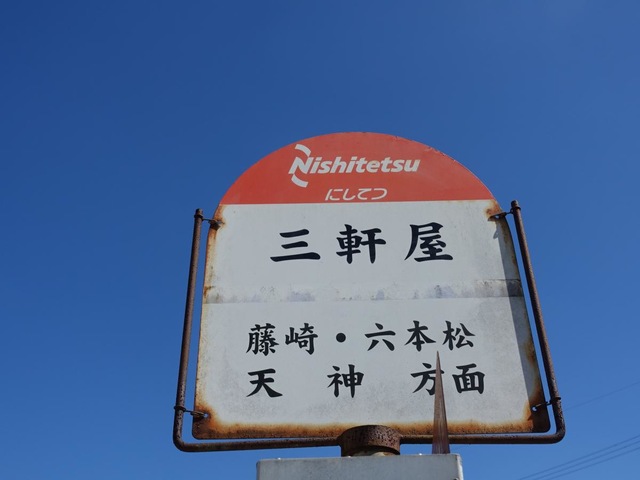 Nishitetsu
にしてつ
三軒屋
藤崎・六本松
天神方面